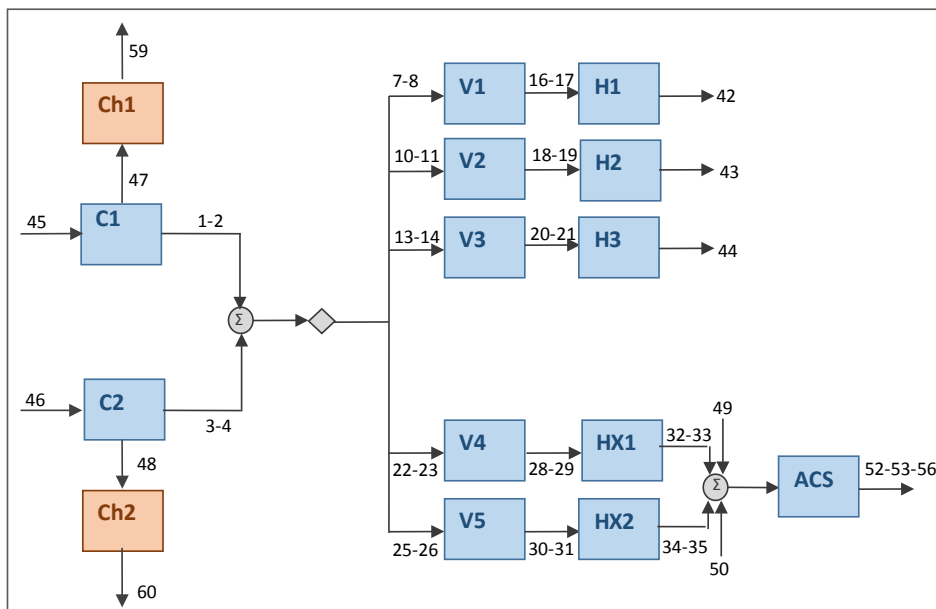 59
Ch1
47
45
C1
1-2
Σ
46
C2
3-4
48
Ch2
60
7-8
V1
16-17
H1
42
10-11
V2
18-19
H2
43
13-14
V3
20-21
H3
44
22-23
V4
28-29
HX1
32-33
49
25-26
V5
30-31
HX2
34-35
50
Σ
ACS
52-53-56